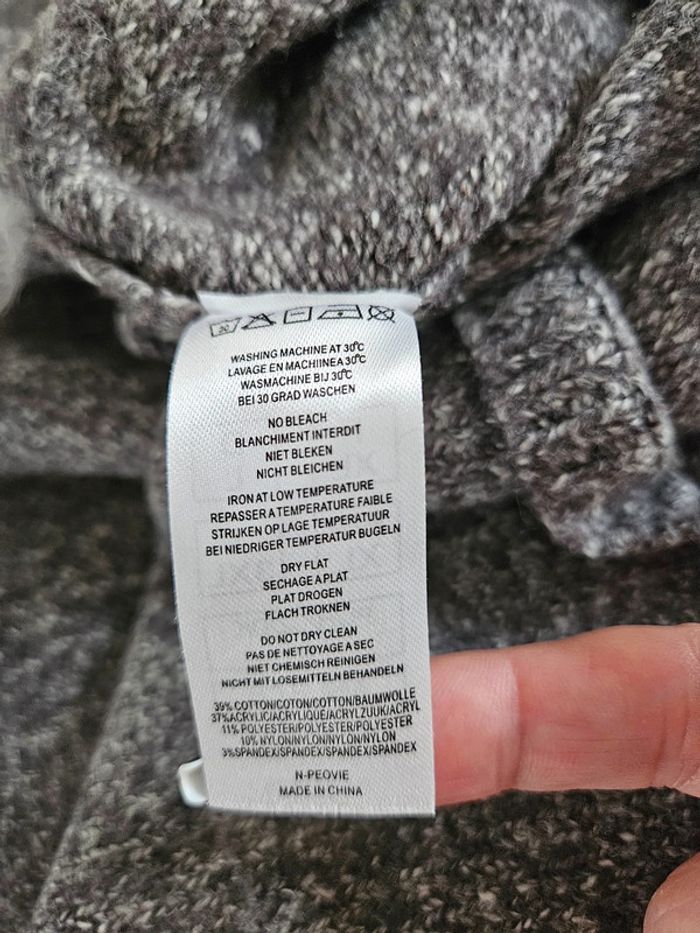 30
WASHING MACHINE AT 30℃
LAVAGE EN MACHIINEA 30℃
WASMACHINE BIJ 30℃
BEI 30 GRAD WASCHEN
NO BLEACH
BLANCHIMENT INTERDIT
NIET BLEKEN
NICHT BLEICHEN
IRON AT LOW TEMPERATURE
REPASSER A TEMPERATURE FAIBLE
STRIJKEN OP LAGE TEMPERATUUR
BEI NIEDRIGER TEMPERATUR BUGELN
DRY FLAT
SECHAGE A PLAT
PLAT DROGEN
FLACH TROKNEN
DO NOT DRY CLEAN
PAS DE NETTOYAGE A SEC
NIET CHEMISCH REINIGEN
NICHT MIT LOSEMITTELN BEHANDELN
39% COTTON/COTON/COTTON/BAUMWOLLE
37%ACRYLIC/ACRYLIQUE/ACRYLZUUK/ACRYL
11% POLYESTER/POLYESTER/POLYESTER
10% NYLON/NYLON/NYLON/NYLON
3%SPANDEX/SPANDEX/SPANDEX/SPANDEX
N-PEOVIE
MADE IN CHINA